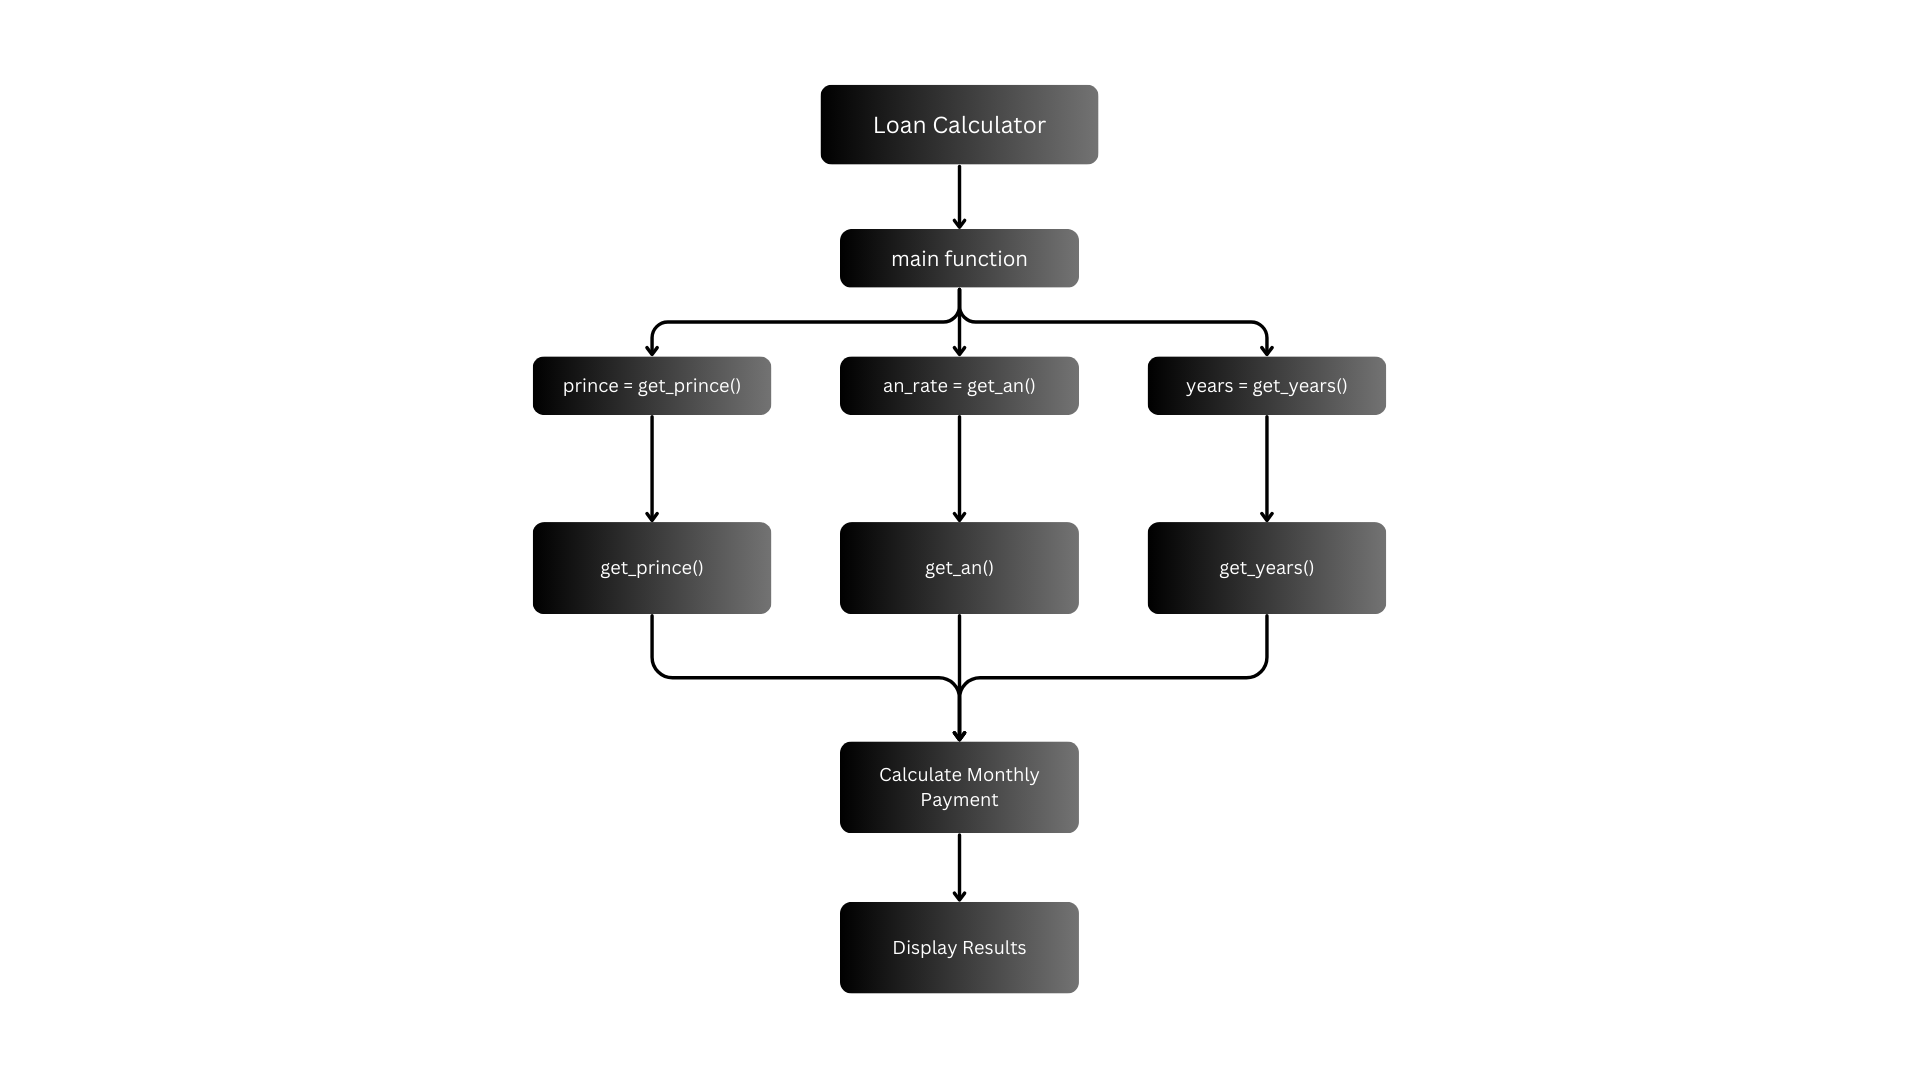 Loan Calculator
main function
prince = get_prince()
an_rate = get_an()
years = get_years()
get_prince()
get_an()
get_years()
Calculate Monthly
Payment
Display Results